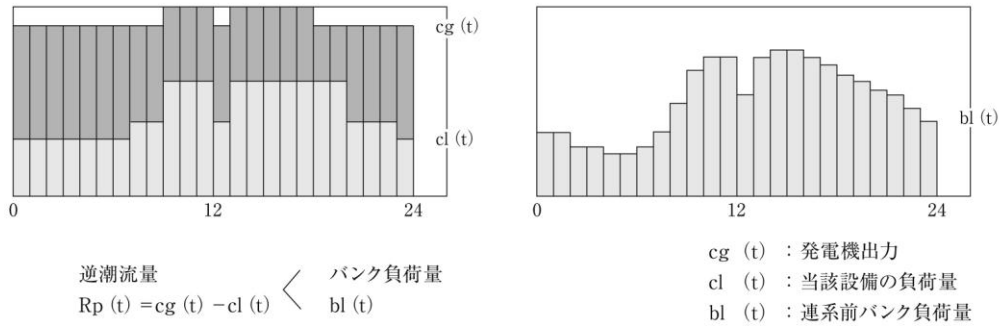 cg (t)
cl (t)
0 12 24
bl (t)
0 12 24
逆潮流量 < バンク負荷量
Rp (t) =cg (t) −cl (t) bl(t)
cg (t) ：発電機出力
cl (t) ：当該設備の負荷量
bl (t) ：連系前バンク負荷量